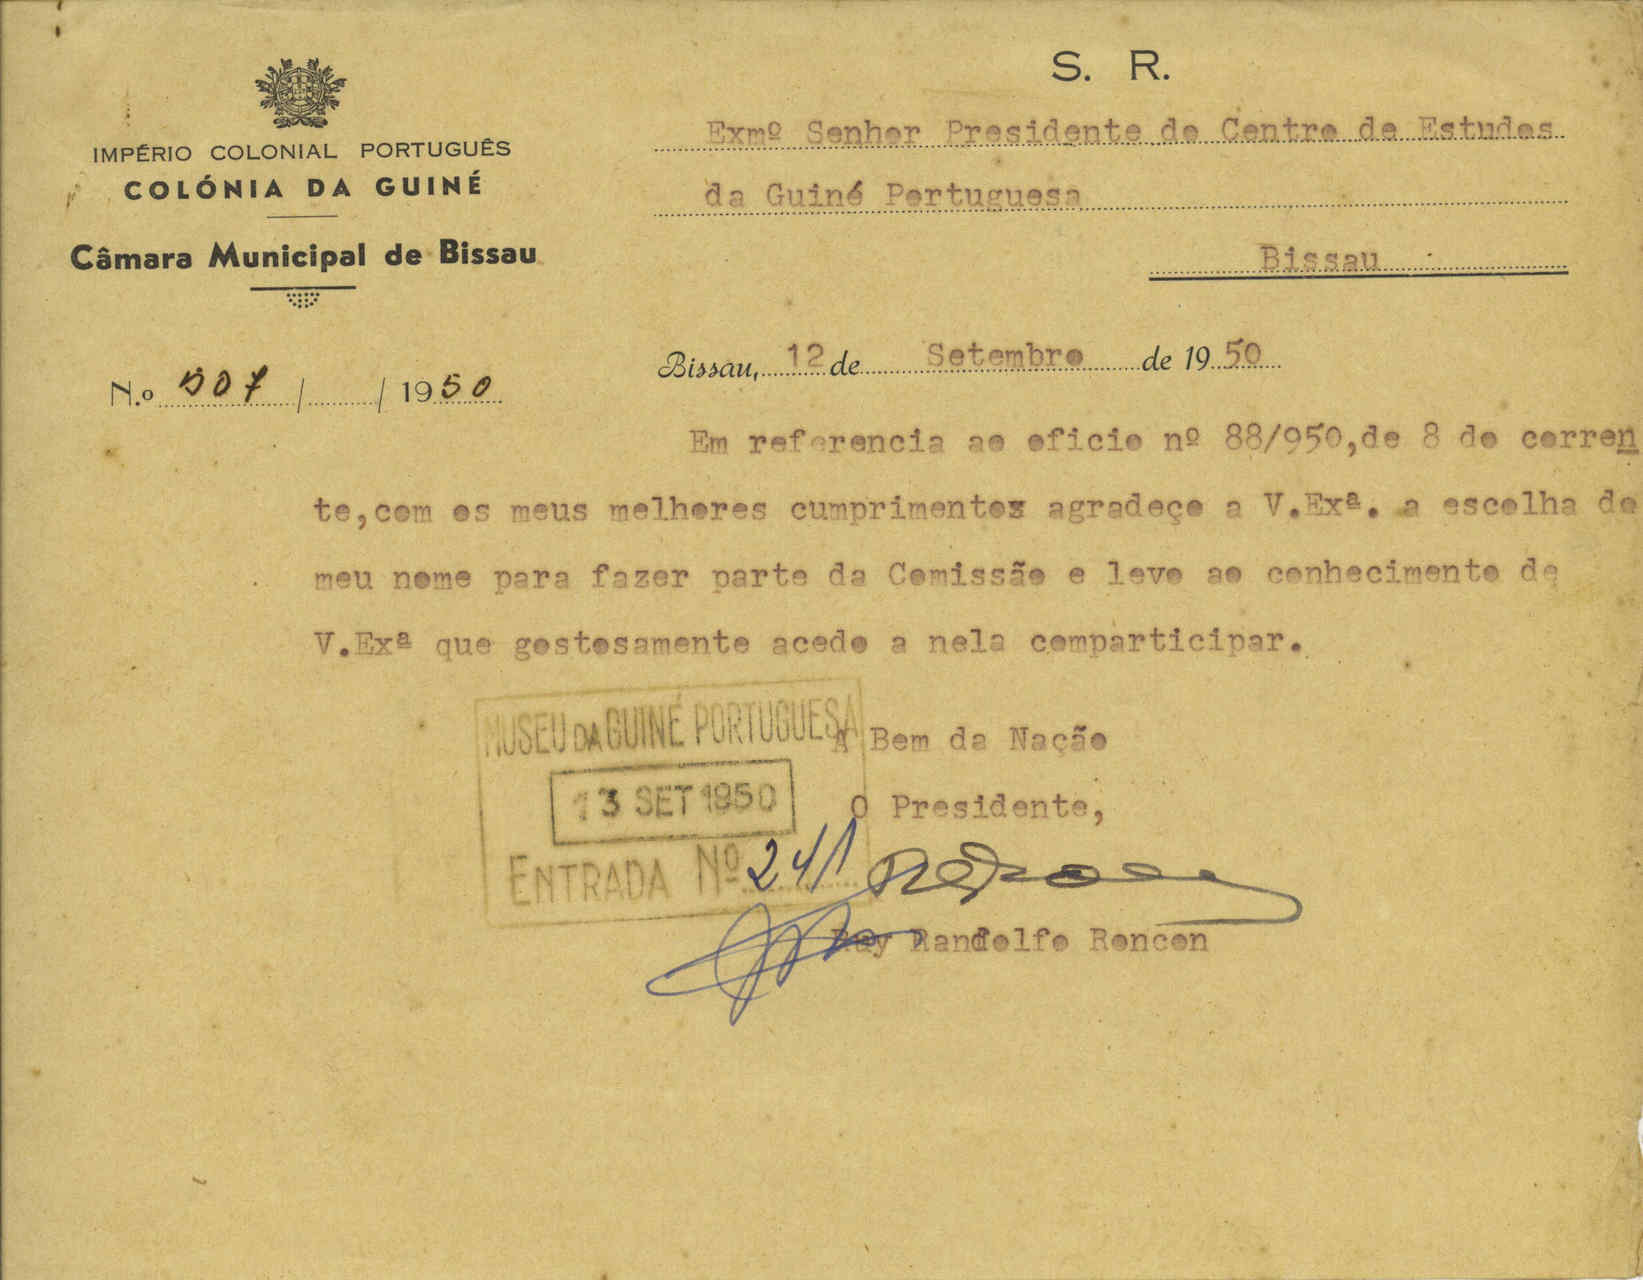 S. R.
IMPÉRIO COLONIAL PORTUGUÊS
COLÓNIA DA GUINÉ
Câmara Municipal de Bissau
Exmº Senhor Presidente do Centro de Estudos
da Guiné Portuguesa
Bissau
N.o 507 / / 1950
Bissau, 12 de Setembro de 1950
Em referencia ao oficio nº 88/950,de 8 do corren
te,com os meus melhores cumprimentos agradeço a V.Exª. a escolha do
meu nome para fazer parte da Comissão e levo ao conhecimento de
V.Exª que gostosamente acedo a nela comparticipar.
A Bem da Nação
O Presidente,
Ruy Randolfo Roncon
MUSEU DA GUINÉ PORTUGUESA
13 SET 1950
ENTRADA Nº 241